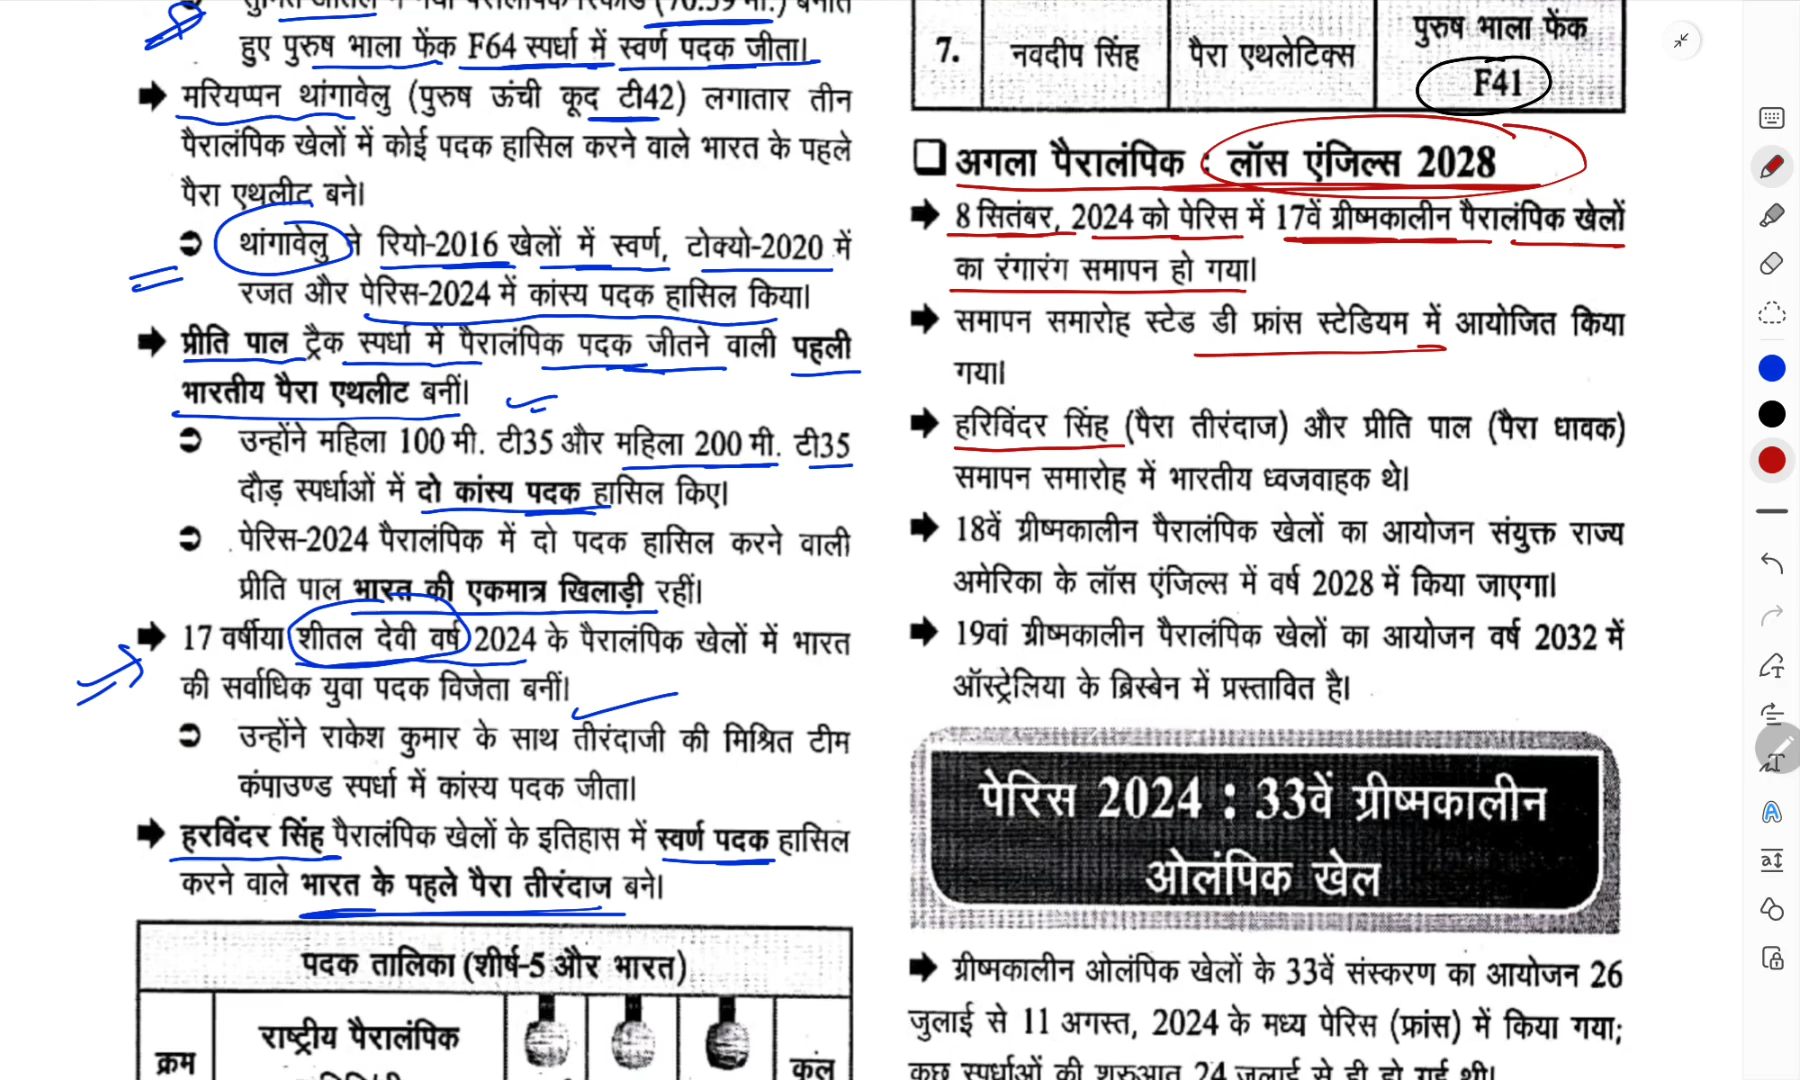 हुए पुरुष भाला फेंक F64 स्पर्धा में स्वर्ण पदक जीता।
मरियप्पन थांगावेलु (पुरुष ऊंची कूद टी42) लगातार तीन
पैरालंपिक खेलों में कोई पदक हासिल करने वाले भारत के पहले
पैरा एथलीट बने।
थांगावेलु ने रियो-2016 खेलों में स्वर्ण, टोक्यो-2020 में
रजत और पेरिस-2024 में कांस्य पदक हासिल किया।
प्रीति पाल ट्रैक स्पर्धा में पैरालंपिक पदक जीतने वाली पहली
भारतीय पैरा एथलीट बनीं।
उन्होंने महिला 100 मी. टी35 और महिला 200 मी. टी35
दौड़ स्पर्धाओं में दो कांस्य पदक हासिल किए।
पेरिस-2024 पैरालंपिक में दो पदक हासिल करने वाली
प्रीति पाल भारत की एकमात्र खिलाड़ी रहीं।
17 वर्षीया शीतल देवी वर्ष 2024 के पैरालंपिक खेलों में भारत
की सर्वाधिक युवा पदक विजेता बनीं।
उन्होंने राकेश कुमार के साथ तीरंदाजी की मिश्रित टीम
कंपाउण्ड स्पर्धा में कांस्य पदक जीता।
हरविंदर सिंह पैरालंपिक खेलों के इतिहास में स्वर्ण पदक हासिल
करने वाले भारत के पहले पैरा तीरंदाज बने।
पदक तालिका (शीर्ष-5 और भारत)
राष्ट्रीय पैरालंपिक
क्रम
कुल
7. नवदीप सिंह पैरा एथलेटिक्स पुरुष भाला फेंक
F41
अगला पैरालंपिक : लॉस एंजिल्स 2028
8 सितंबर, 2024 को पेरिस में 17वें ग्रीष्मकालीन पैरालंपिक खेलों
का रंगारंग समापन हो गया।
समापन समारोह स्टेड डी फ्रांस स्टेडियम में आयोजित किया
गया।
हरिविंदर सिंह (पैरा तीरंदाज) और प्रीति पाल (पैरा धावक)
समापन समारोह में भारतीय ध्वजवाहक थे।
18वें ग्रीष्मकालीन पैरालंपिक खेलों का आयोजन संयुक्त राज्य
अमेरिका के लॉस एंजिल्स में वर्ष 2028 में किया जाएगा।
19वां ग्रीष्मकालीन पैरालंपिक खेलों का आयोजन वर्ष 2032 में
ऑस्ट्रेलिया के ब्रिस्बेन में प्रस्तावित है।
पेरिस 2024 : 33वें ग्रीष्मकालीन
ओलंपिक खेल
ग्रीष्मकालीन ओलंपिक खेलों के 33वें संस्करण का आयोजन 26
जुलाई से 11 अगस्त, 2024 के मध्य पेरिस (फ्रांस) में किया गया;
कुछ स्पर्धाओं की शुरुआत 24 जुलाई से ही हो गई थी।